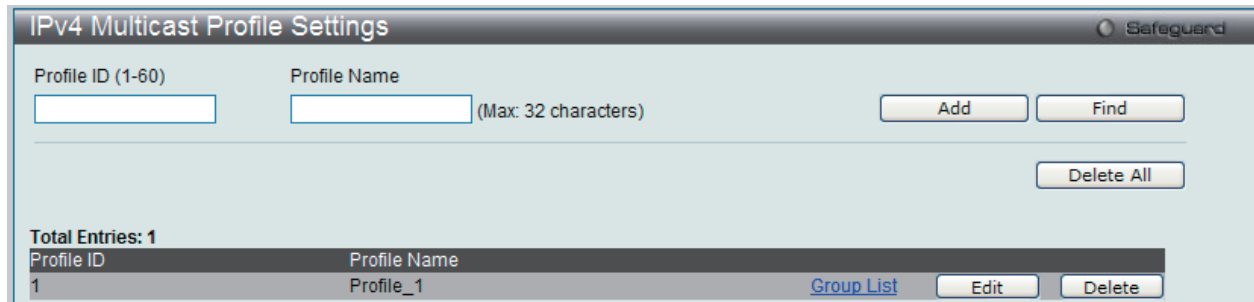 IPv4 Multicast Profile Settings
Safeguard
Profile ID (1-60) Profile Name
(Max: 32 characters) Add Find
Delete All
Total Entries: 1
Profile ID Profile Name
1 Profile_1 Group List Edit Delete